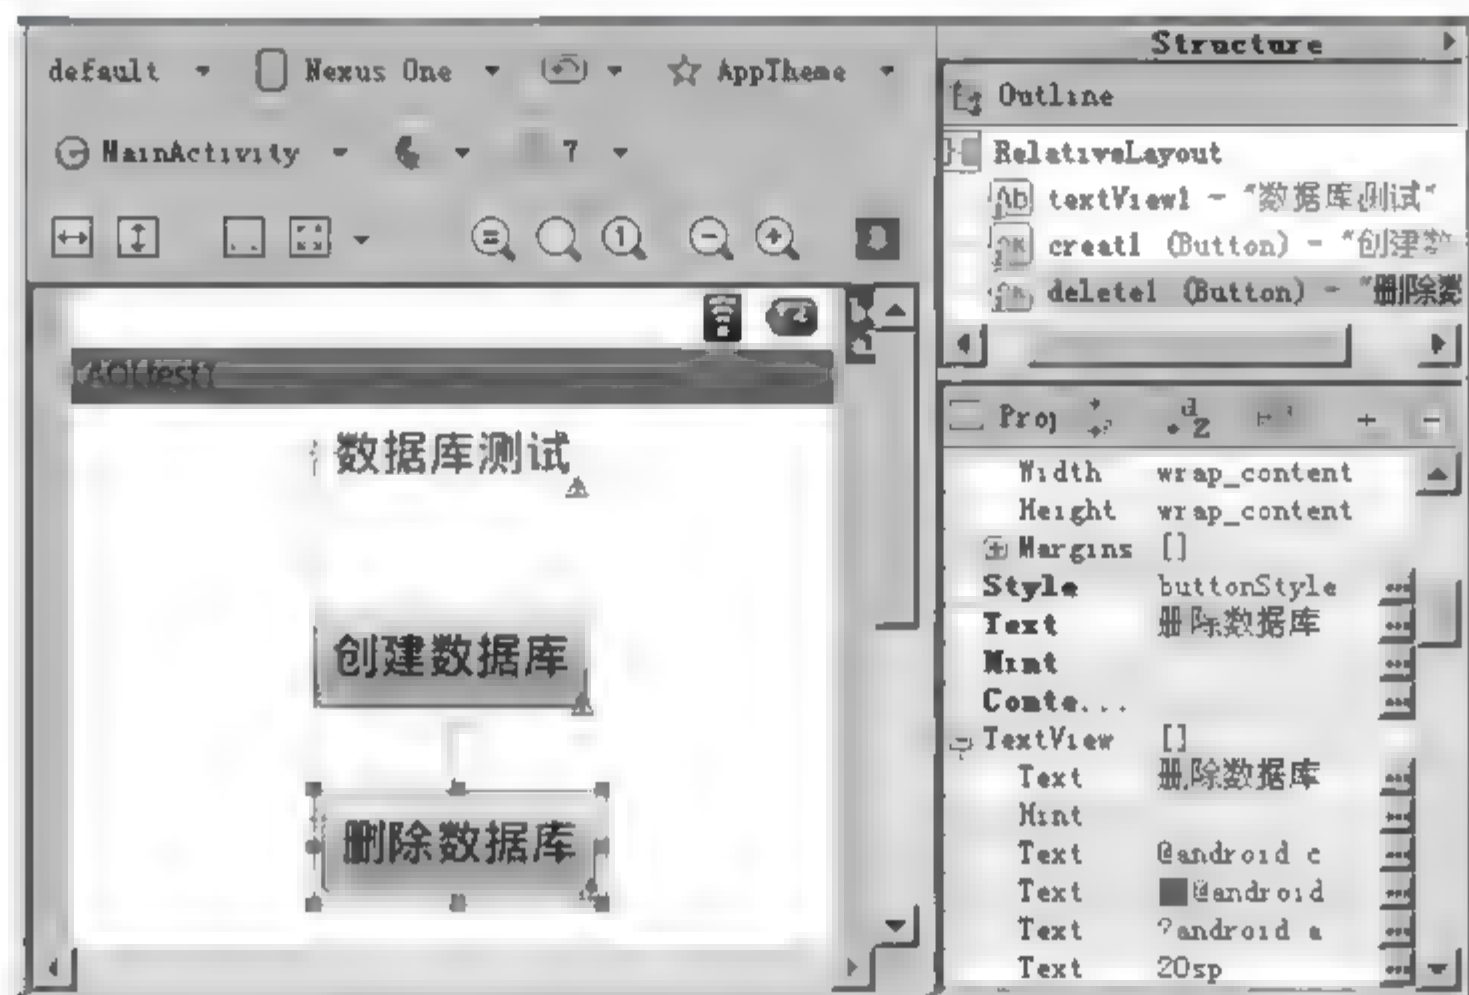 default Nexus One AppTheme
MainActivity 7
数据库测试
创建数据库
删除数据库
Structure
Outline
RelativeLayout
textView1 - "数据库测试"
creat1 (Button) - "创建数
delete1 (Button) - "删除数
Width wrap_content
Height wrap_content
Margins []
Style buttonStyle
Text 删除数据库
Hint
Conte...
TextView []
Text 删除数据库
Hint
Text @android c
Text @android
Text ?android a
Text 20sp